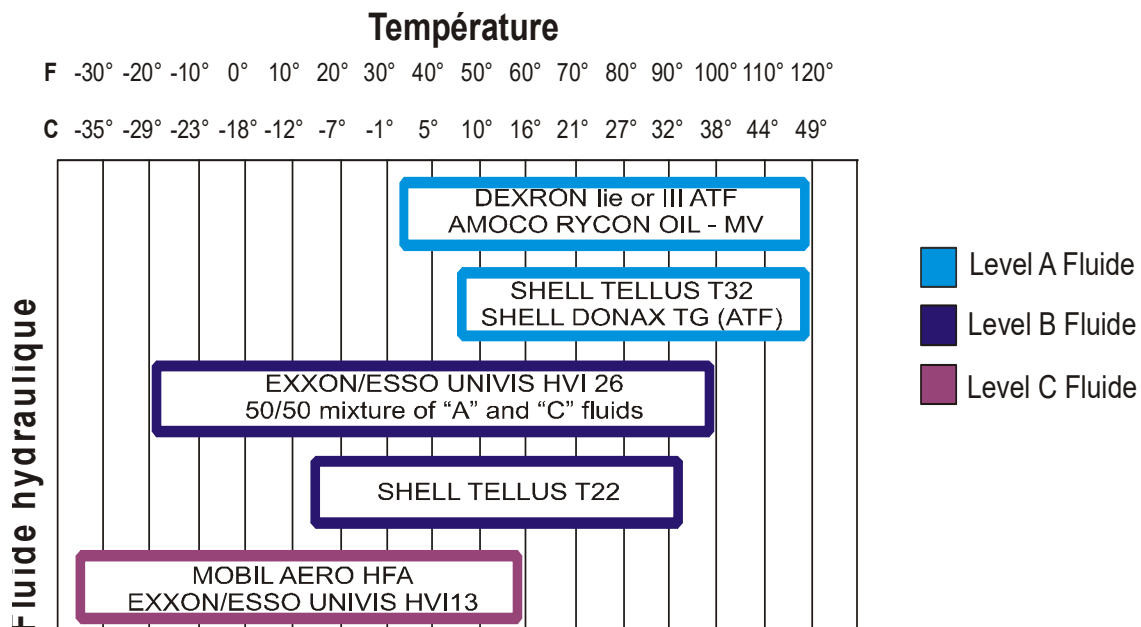 Température
F -30° -20° -10° 0° 10° 20° 30° 40° 50° 60° 70° 80° 90° 100° 110° 120°
C -35° -29° -23° -18° -12° -7° -1° 5° 10° 16° 21° 27° 32° 38° 44° 49°
DEXRON Iie or III ATF
AMOCO RYCON OIL - MV
SHELL TELLUS T32
SHELL DONAX TG (ATF)
EXXON/ESSO UNIVIS HVI 26
50/50 mixture of “A” and “C” fluids
SHELL TELLUS T22
MOBIL AERO HFA
EXXON/ESSO UNIVIS HVI13
Fluide hydraulique
Level A Fluide
Level B Fluide
Level C Fluide